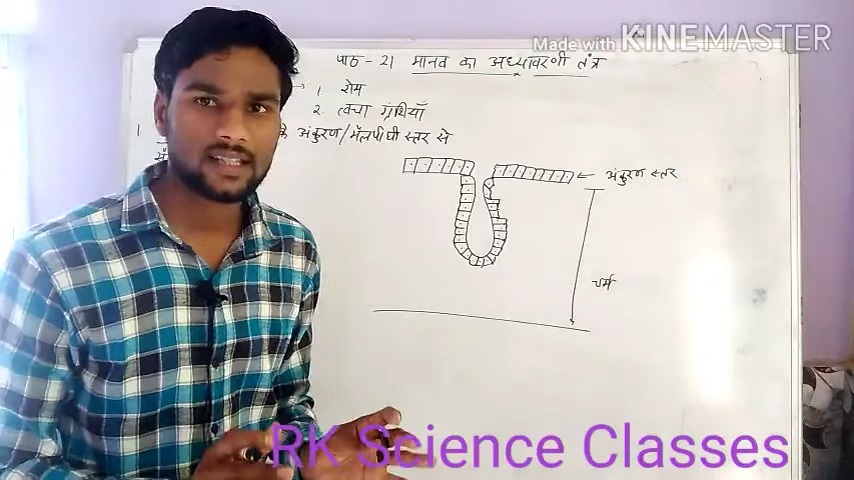 Made with KINEMASTER
पाठ - 21 मानव का अध्यावरणी तंत्र
1. रोम
2. त्वचा ग्रंथियाँ
1.
के अंकुरण/मॅलपीघी स्तर से
← अंकुरण स्तर
चर्म
RK Science Classes